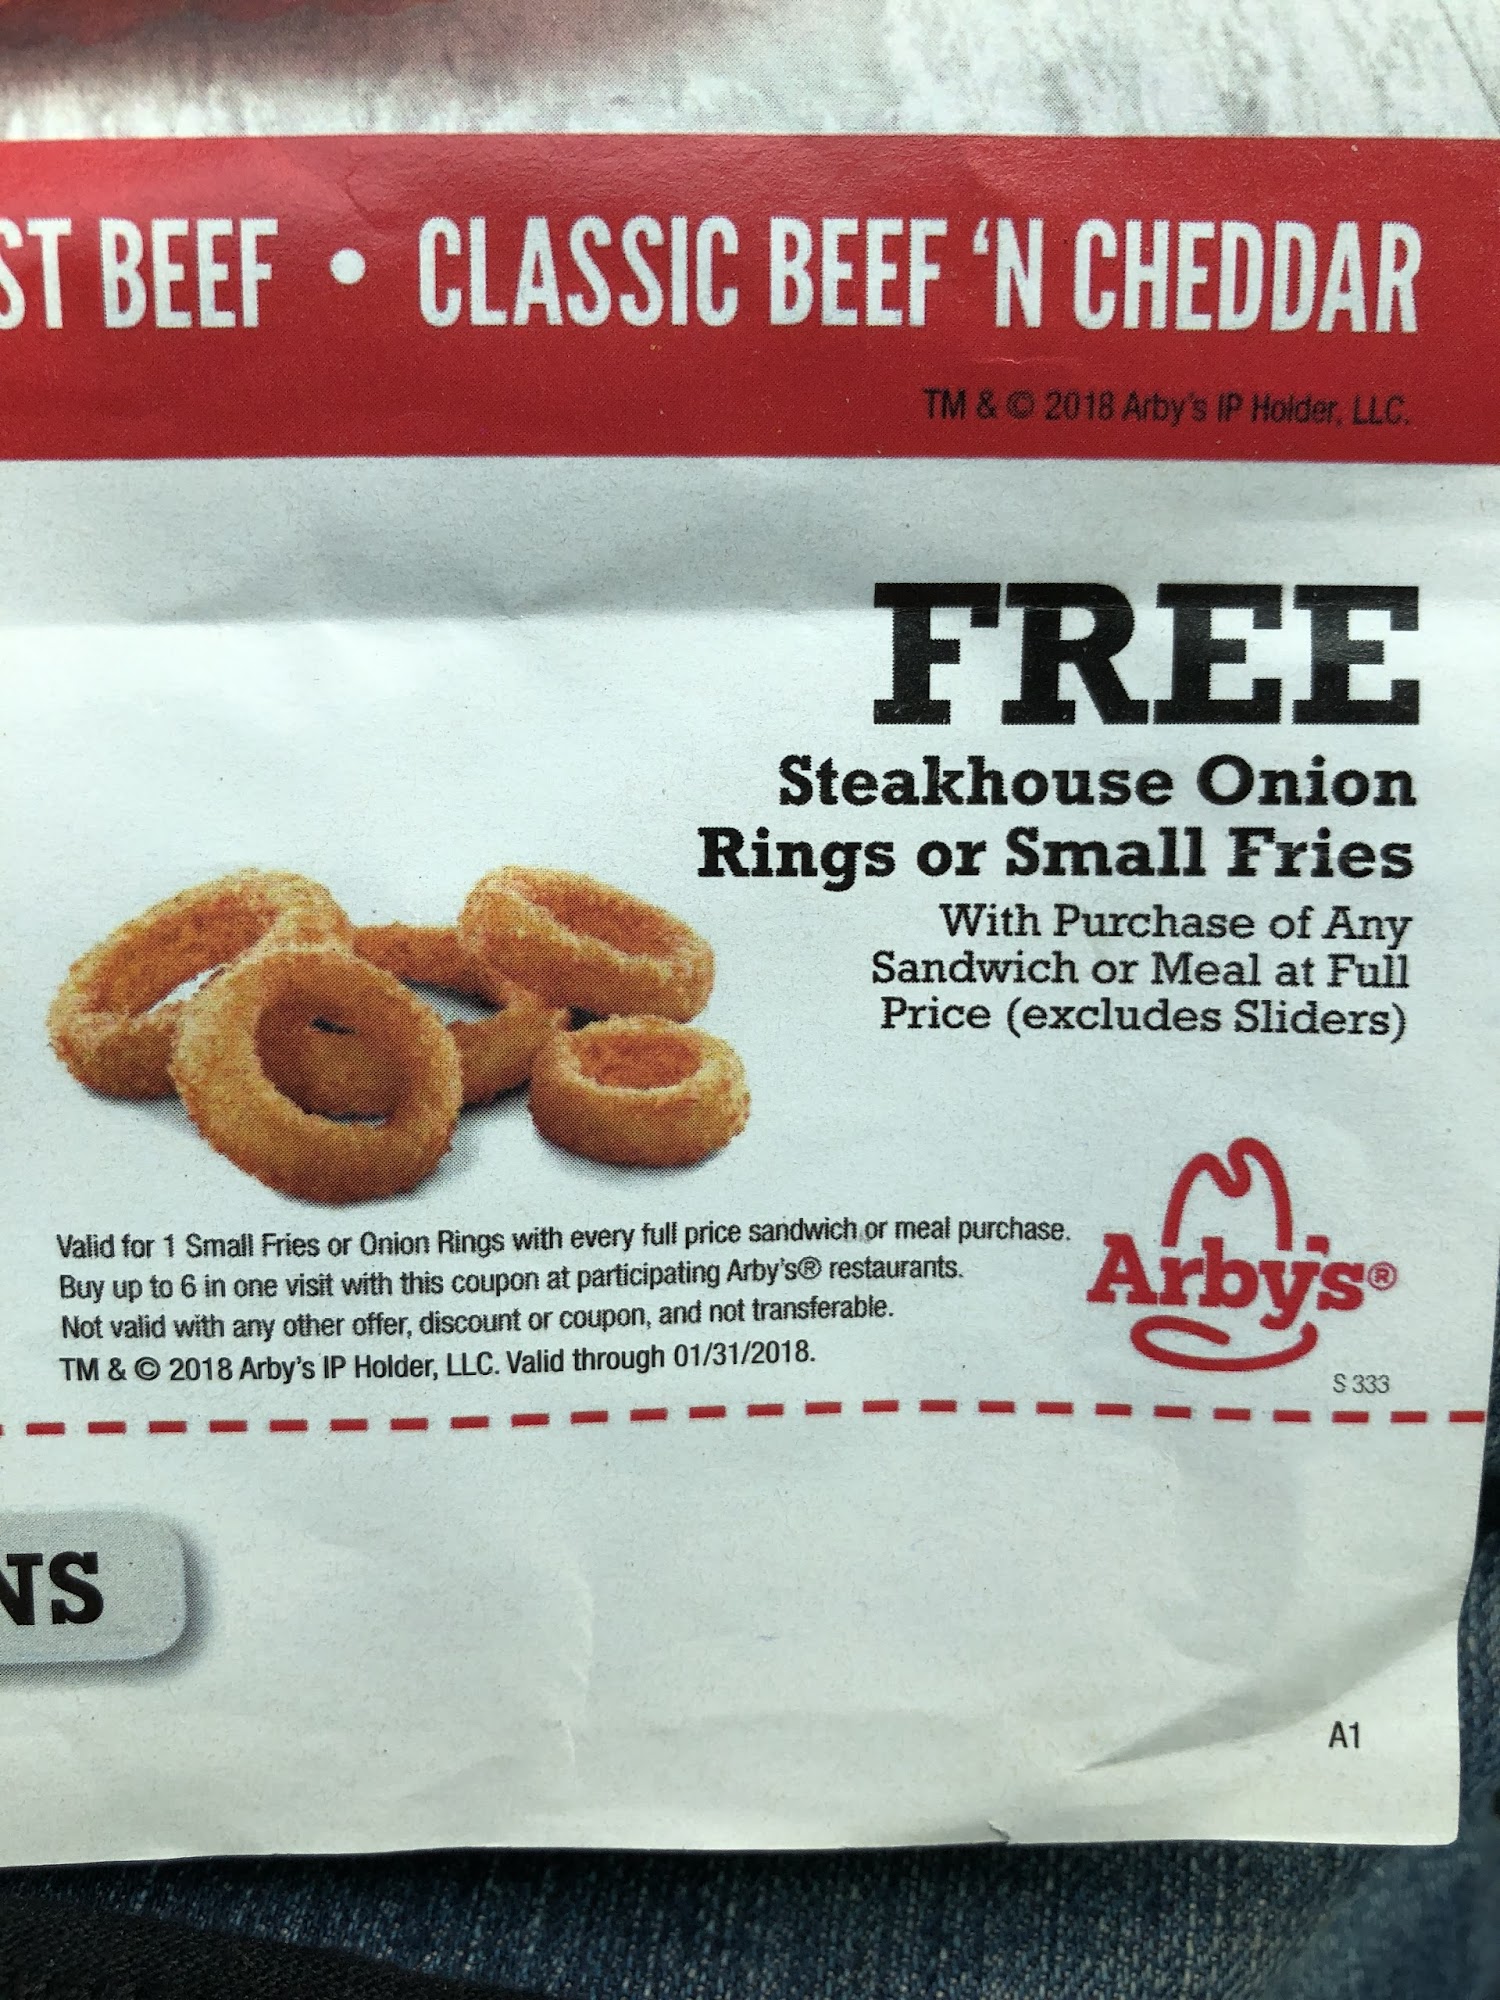 ST BEEF • CLASSIC BEEF 'N CHEDDAR
TM & © 2018 Arby's IP Holder, LLC.
FREE
Steakhouse Onion
Rings or Small Fries
With Purchase of Any
Sandwich or Meal at Full
Price (excludes Sliders)
Valid for 1 Small Fries or Onion Rings with every full price sandwich or meal purchase.
Buy up to 6 in one visit with this coupon at participating Arby's® restaurants.
Not valid with any other offer, discount or coupon, and not transferable.
TM & © 2018 Arby's IP Holder, LLC. Valid through 01/31/2018.
Arby's®
S 333
NS
A1